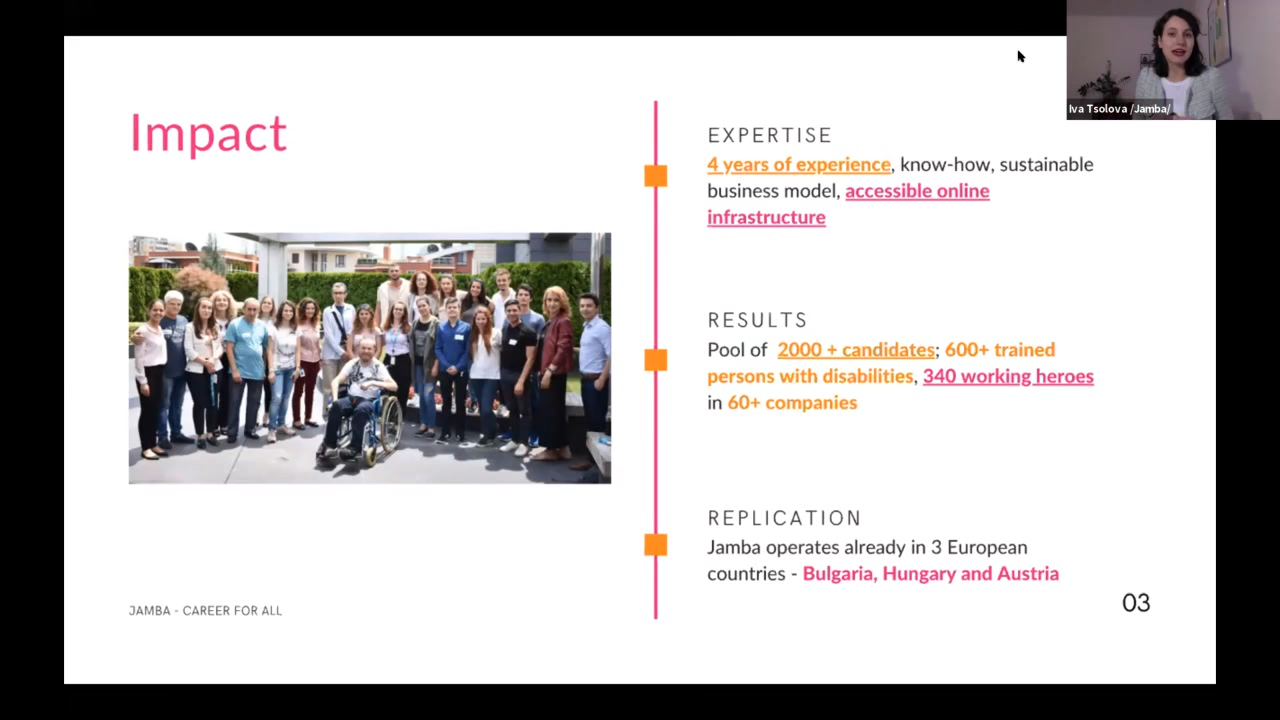 Iva Tsolova /Jamba/
Impact
EXPERTISE
4 years of experience, know-how, sustainable
business model, accessible online
infrastructure
RESULTS
Pool of 2000 + candidates; 600+ trained
persons with disabilities, 340 working heroes
in 60+ companies
REPLICATION
Jamba operates already in 3 European
countries - Bulgaria, Hungary and Austria
JAMBA - CAREER FOR ALL
03